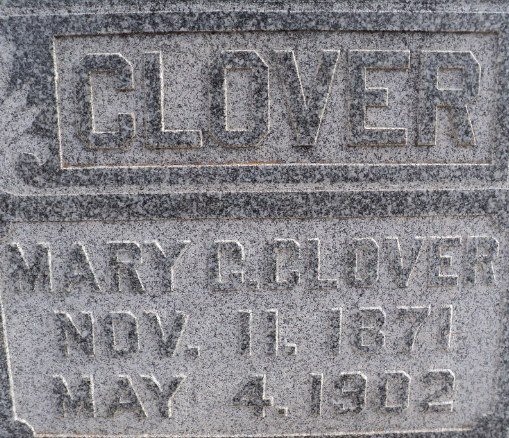 CLOVER
MARY C. CLOVER
NOV. 11. 1871
MAY 4. 1902